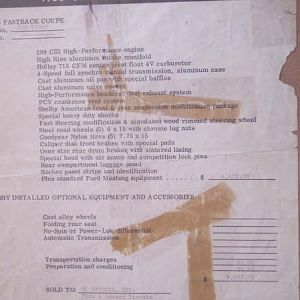 FASTBACK COUPE
No.
289 CID High-Performance engine
High Rise aluminum intake manifold
Holley 715 CFM center pivot float 4V carburetor
4-Speed full synchro manual transmission, aluminum case
Cast aluminum oil pan with special baffles
Cast aluminum valve covers
High-Performance headers, dual exhaust system
PCV crankcase vent system
Shelby American front & rear suspension modification package
Special heavy duty shocks
Fast Steering modification & simulated wood rimmed steering wheel
Steel road wheels (5) 6 x 15 with chrome lug nuts
Goodyear Nylon tires (5) 7.75 x 15
Caliper disk front brakes with special pads
Over size rear drum brakes with sintered lining
Special hood with air scoop and competition lock pins
Rear compartment luggage panel
Rocker panel stripe and identification
Plus standard Ford Mustang equipment $
INSTALLED OPTIONAL EQUIPMENT AND ACCESSORIES:
Cast alloy wheels
Folding rear seat
No-Spin or Power-Lok differential
Automatic Transmission
Transportation charges
Preparation and conditioning
$
SOLD TO: